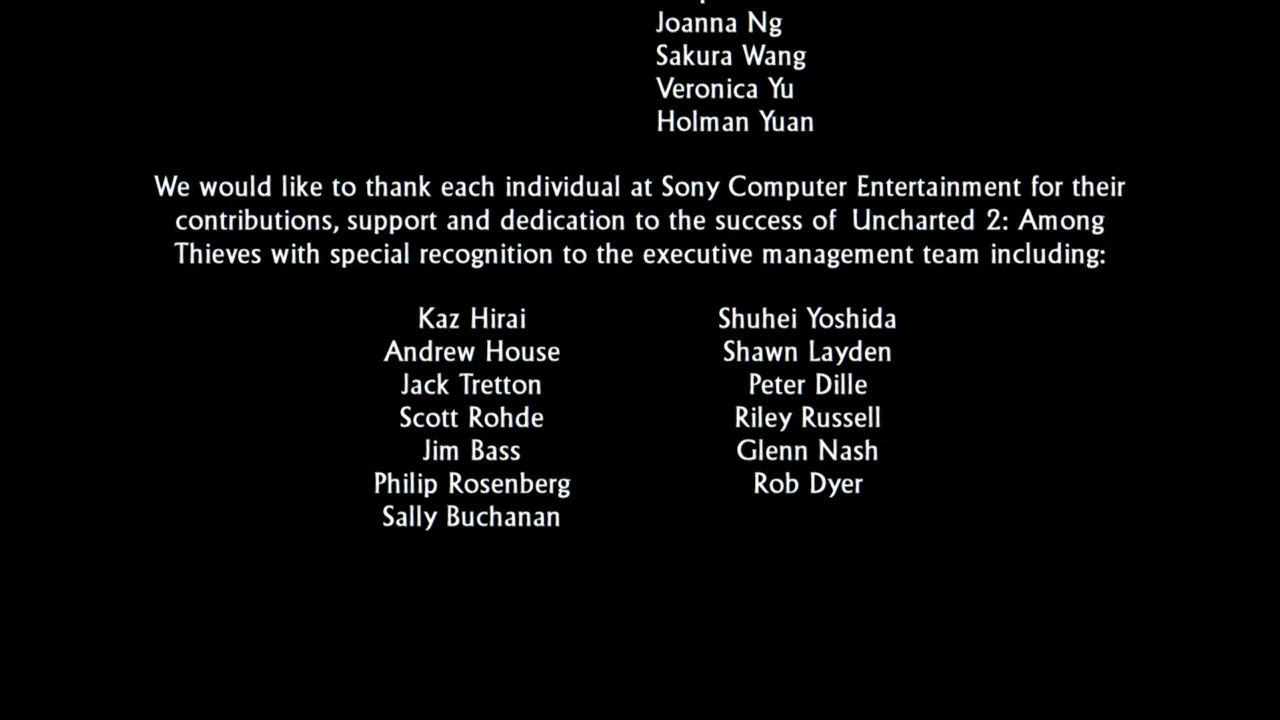 Joanna Ng
Sakura Wang
Veronica Yu
Holman Yuan
We would like to thank each individual at Sony Computer Entertainment for their
contributions, support and dedication to the success of Uncharted 2: Among
Thieves with special recognition to the executive management team including:
Kaz Hirai
Andrew House
Jack Tretton
Scott Rohde
Jim Bass
Philip Rosenberg
Sally Buchanan
Shuhei Yoshida
Shawn Layden
Peter Dille
Riley Russell
Glenn Nash
Rob Dyer